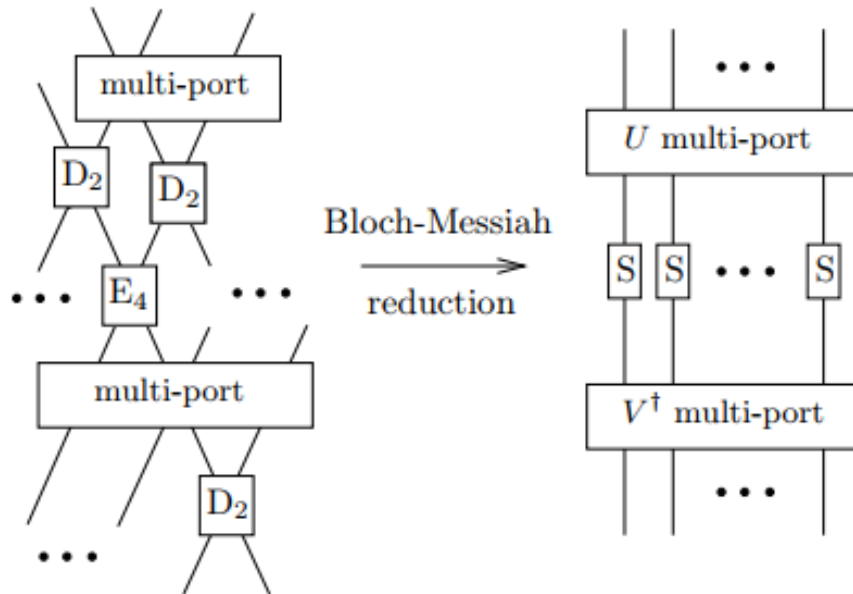 multi-port
D₂
D₂
E₄
multi-port
D₂
Bloch-Messiah
reduction
U multi-port
S S S
V† multi-port